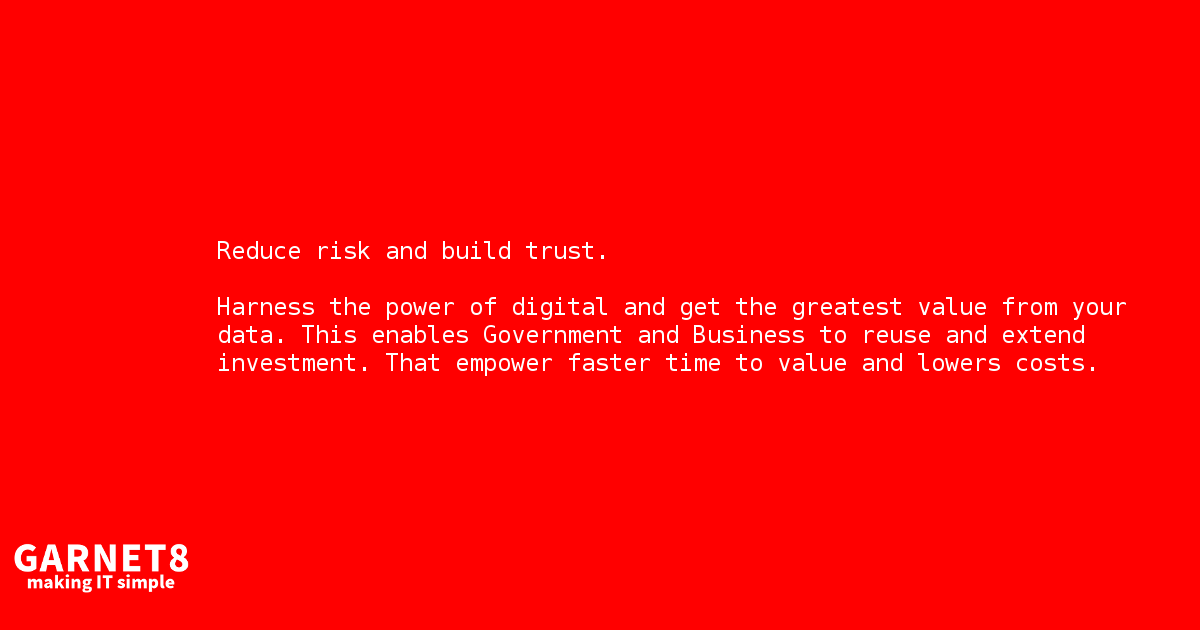 Reduce risk and build trust.
Harness the power of digital and get the greatest value from your
data. This enables Government and Business to reuse and extend
investment. That empower faster time to value and lowers costs.
GARNET8
making IT simple